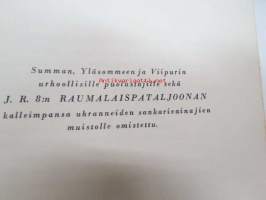 Summan, Yläsommeen ja Viipurin
urhoollisille puolustajille sekä
J. R. 8:n RAUMALAISPATALJOONAN
kalleimpansa uhranneiden sankarivainajien
muistolle omistettu.